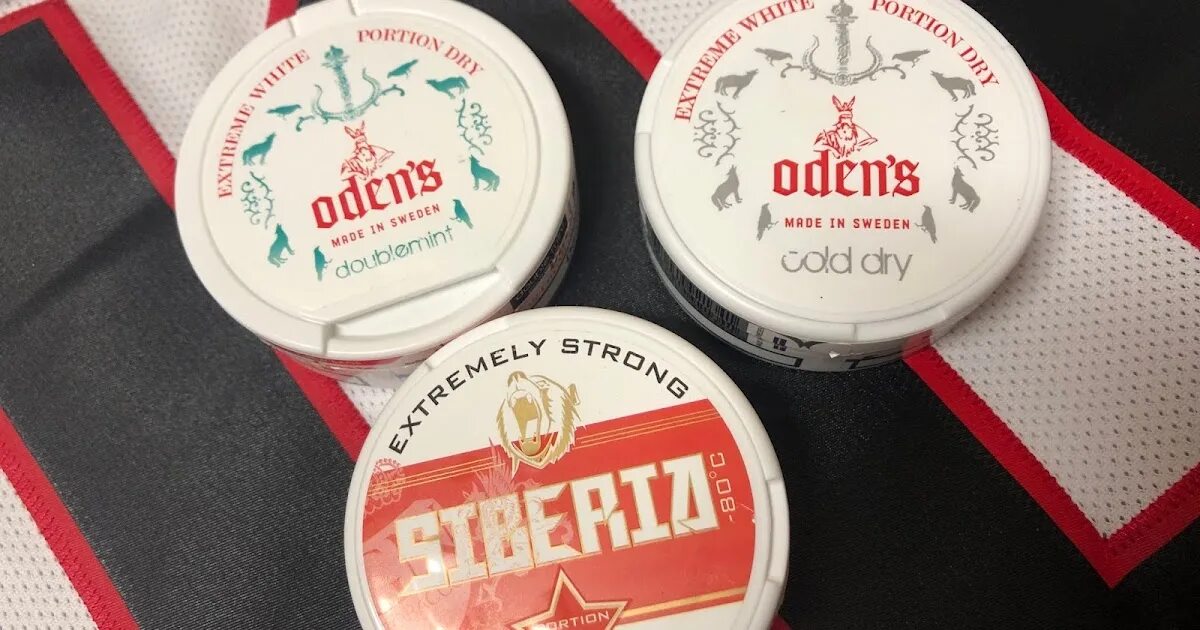 EXTREME WHITE PORTION DRY
oden's
MADE IN SWEDEN
doublemint
EXTREME WHITE PORTION DRY
oden's
MADE IN SWEDEN
cold dry
EXTREMELY STRONG
SIBERIA
-80°C
PORTION